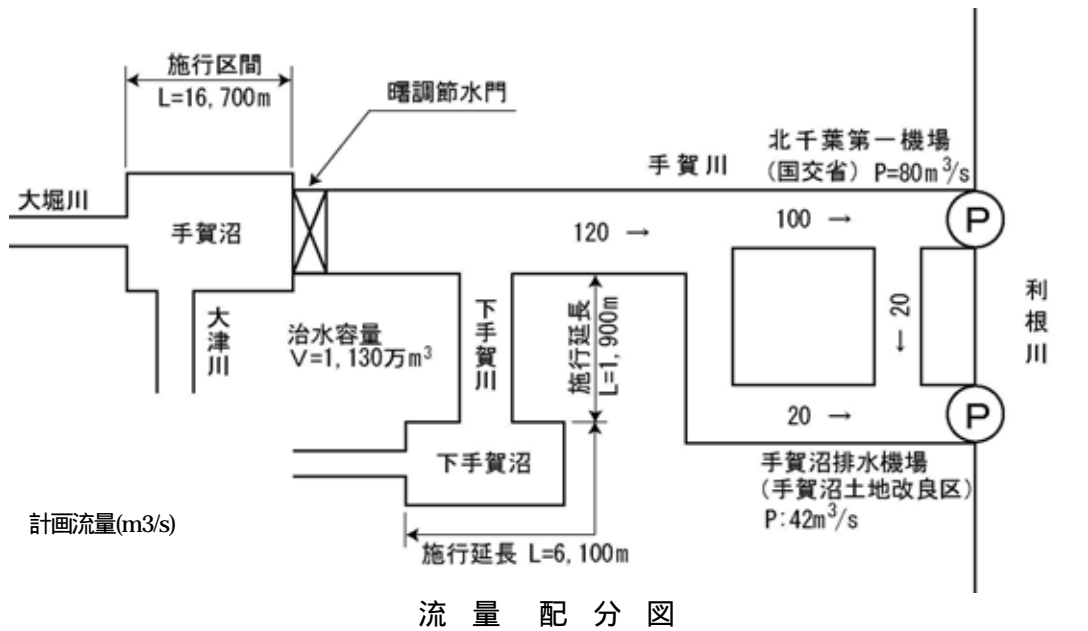 施行区間
L=16,700m
曙調節水門
北千葉第一機場
(国交省) P=80m³/s
手賀川
大堀川
手賀沼
120 →
100 →
P
大津川
治水容量
V=1,130万m³
下手賀川
施行延長
L=1,900m
20 →
利根川
20 →
P
下手賀沼
手賀沼排水機場
(手賀沼土地改良区)
P:42m³/s
計画流量(m3/s)
施行延長 L=6,100m
流量配分図